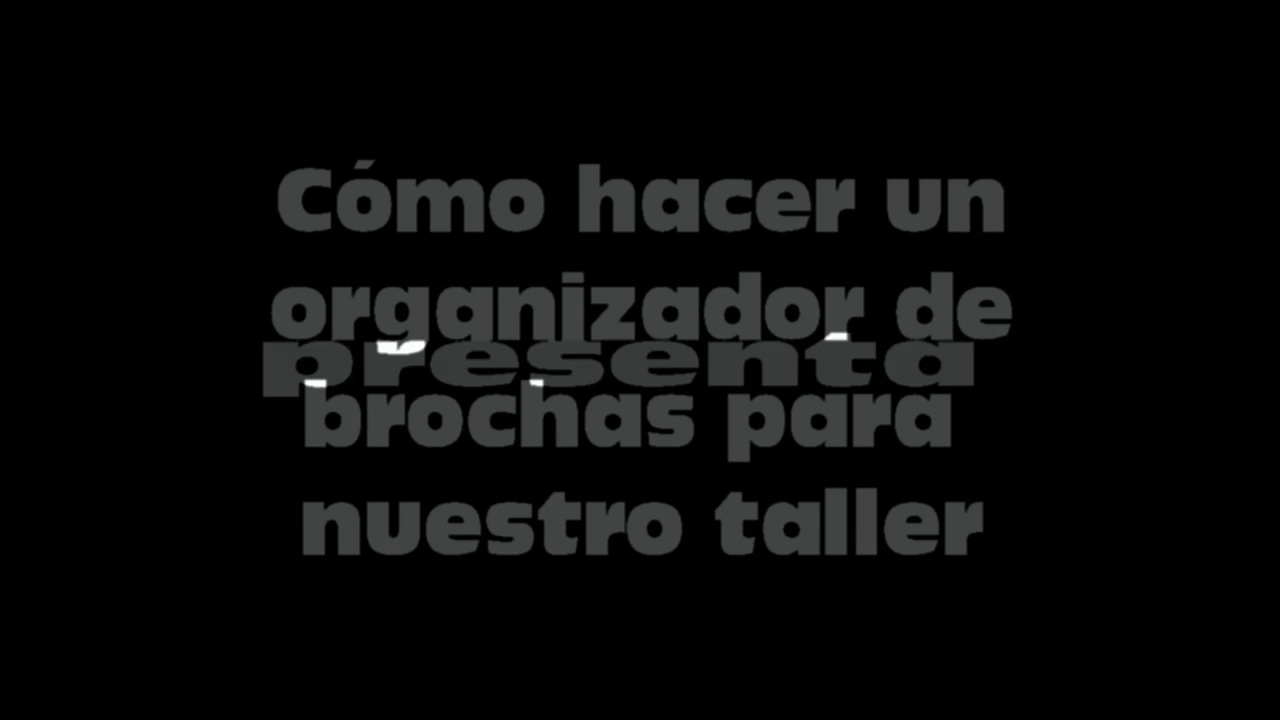 Cómo hacer un
organizador de
presenta
brochas para
nuestro taller